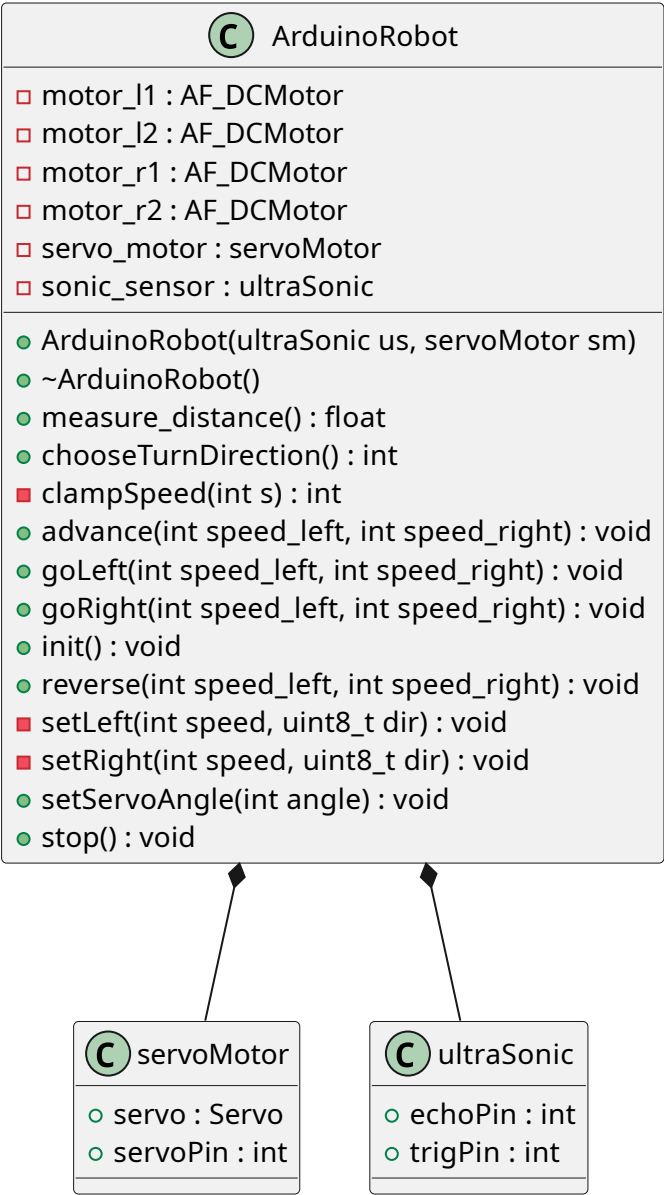 C ArduinoRobot
motor_l1 : AF_DCMotor
motor_l2 : AF_DCMotor
motor_r1 : AF_DCMotor
motor_r2 : AF_DCMotor
servo_motor : servoMotor
sonic_sensor : ultraSonic
ArduinoRobot(ultraSonic us, servoMotor sm)
~ArduinoRobot()
measure_distance() : float
chooseTurnDirection() : int
clampSpeed(int s) : int
advance(int speed_left, int speed_right) : void
goLeft(int speed_left, int speed_right) : void
goRight(int speed_left, int speed_right) : void
init() : void
reverse(int speed_left, int speed_right) : void
setLeft(int speed, uint8_t dir) : void
setRight(int speed, uint8_t dir) : void
setServoAngle(int angle) : void
stop() : void
C servoMotor
servo : Servo
servoPin : int
C ultraSonic
echoPin : int
trigPin : int